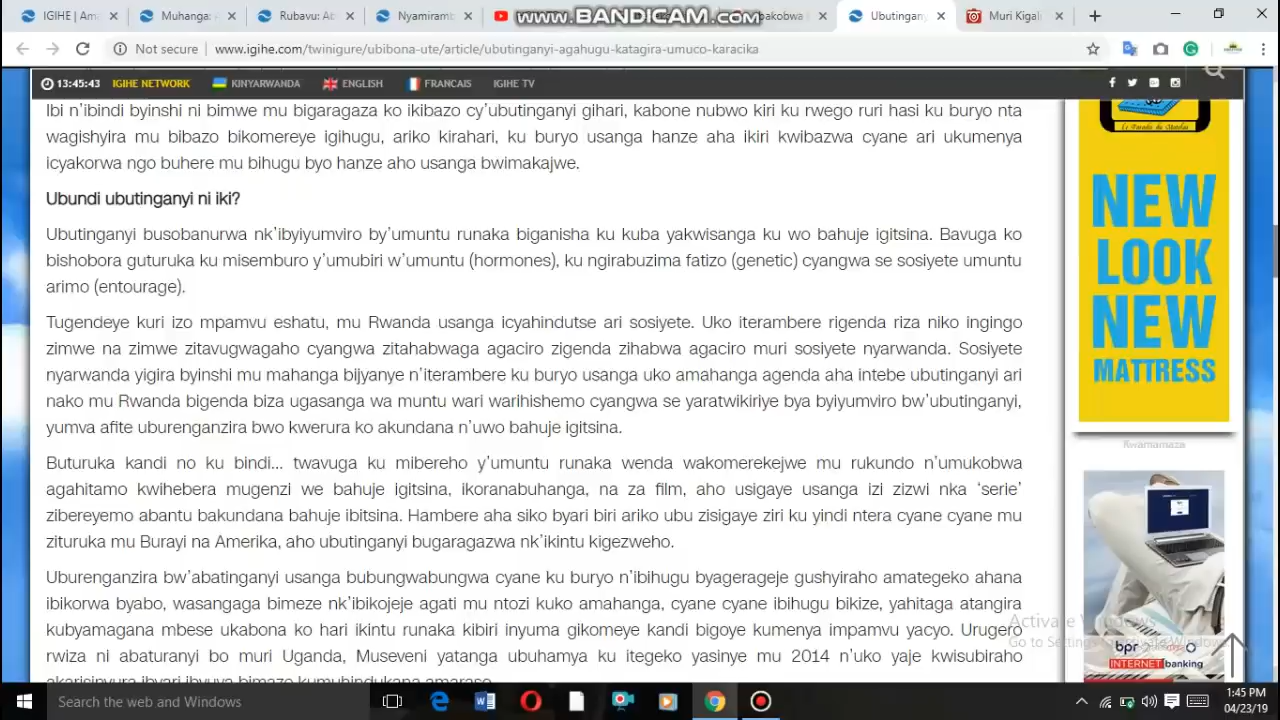 IGIHE | Ama
Muhanga:
Rubavu: Ab
Nyamiramb
WWW.BANDICAM.COM
bakobwa
Ubutingan
Muri Kigali
Not secure
www.igihe.com/twinigure/ubibona-ute/article/ubutinganyi-agahugu-katagira-umuco-karacika
13:45:43 IGIHE NETWORK KINYARWANDA ENGLISH FRANCAIS IGIHE TV
Ibi n'ibindi byinshi ni bimwe mu bigaragaza ko ikibazo cy'ubutinganyi gihari, kabone nubwo kiri ku rwego ruri hasi ku buryo nta
wagishyira mu bibazo bikomereye igihugu, ariko kirahari, ku buryo usanga hanze aha ikiri kwibazwa cyane ari ukumenya
icyakorwa ngo buhere mu bihugu byo hanze aho usanga bwimakajwe.
Ubundi ubutinganyi ni iki?
Ubutinganyi busobanurwa nk'ibyiyumviro by'umuntu runaka biganisha ku kuba yakwisanga ku wo bahuje igitsina. Bavuga ko
bishobora guturuka ku misemburo y'umubiri w'umuntu (hormones), ku ngirabuzima fatizo (genetic) cyangwa se sosiyete umuntu
arimo (entourage).
Tugendeye kuri izo mpamvu eshatu, mu Rwanda usanga icyahindutse ari sosiyete. Uko iterambere rigenda riza niko ingingo
zimwe na zimwe zitavugwagaho cyangwa zitahabwaga agaciro zigenda zihabwa agaciro muri sosiyete nyarwanda. Sosiyete
nyarwanda yigira byinshi mu mahanga bijyanye n'iterambere ku buryo usanga uko amahanga agenda aha intebe ubutinganyi ari
nako mu Rwanda bigenda biza ugasanga wa muntu wari warihishemo cyangwa se yaratwikiriye bya byiyumviro bw'ubutinganyi,
yumva afite uburenganzira bwo kwerura ko akundana n'uwo bahuje igitsina.
Buturuka kandi no ku bindi... twavuga ku mibereho y'umuntu runaka wenda wakomerekejwe mu rukundo n'umukobwa
agahitamo kwihebera mugenzi we bahuje igitsina, ikoranabuhanga, na za film, aho usigaye usanga izi zizwi nka 'serie'
zibereyemo abantu bakundana bahuje ibitsina. Hambere aha siko byari biri ariko ubu zisigaye ziri ku yindi ntera cyane cyane mu
zituruka mu Burayi na Amerika, aho ubutinganyi bugaragazwa nk'ikintu kigezweho.
Uburenganzira bw'abatinganyi usanga bubungwabungwa cyane ku buryo n'ibihugu byagerageje gushyiraho amategeko ahana
ibikorwa byabo, wasangaga bimeze nk'ibikojeje agati mu ntozi kuko amahanga, cyane cyane ibihugu bikize, yahitaga atangira
kubyamagana mbese ukabona ko hari ikintu runaka kibiri inyuma gikomeye kandi bigoye kumenya impamvu yacyo. Urugero
rwiza ni abaturanyi bo muri Uganda, Museveni yatanga ubuhamya ku itegeko yasinye mu 2014 n'uko yaje kwisubiraho
NEW
LOOK
NEW
MATTRESS
Kwamamaza
bpr
INTERNET banking
Activate Windows
Go to Settings to activate Windows.
Search the web and Windows
1:45 PM
04/23/19